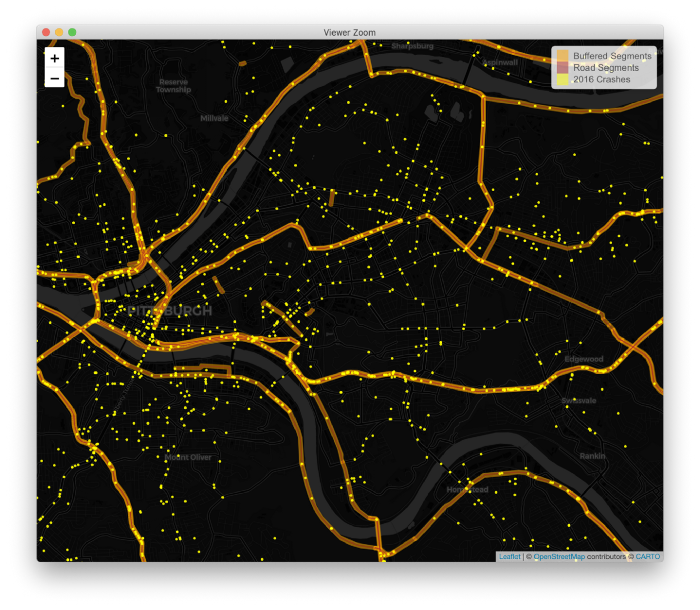 Viewer Zoom
+
−
Buffered Segments
Road Segments
2016 Crashes
Sharpsburg
Aspinwall
Reserve
Township
Millvale
PITTSBURGH
Edgewood
Swissvale
Mount Oliver
Rankin
Homestead
Leaflet | © OpenStreetMap contributors © CARTO